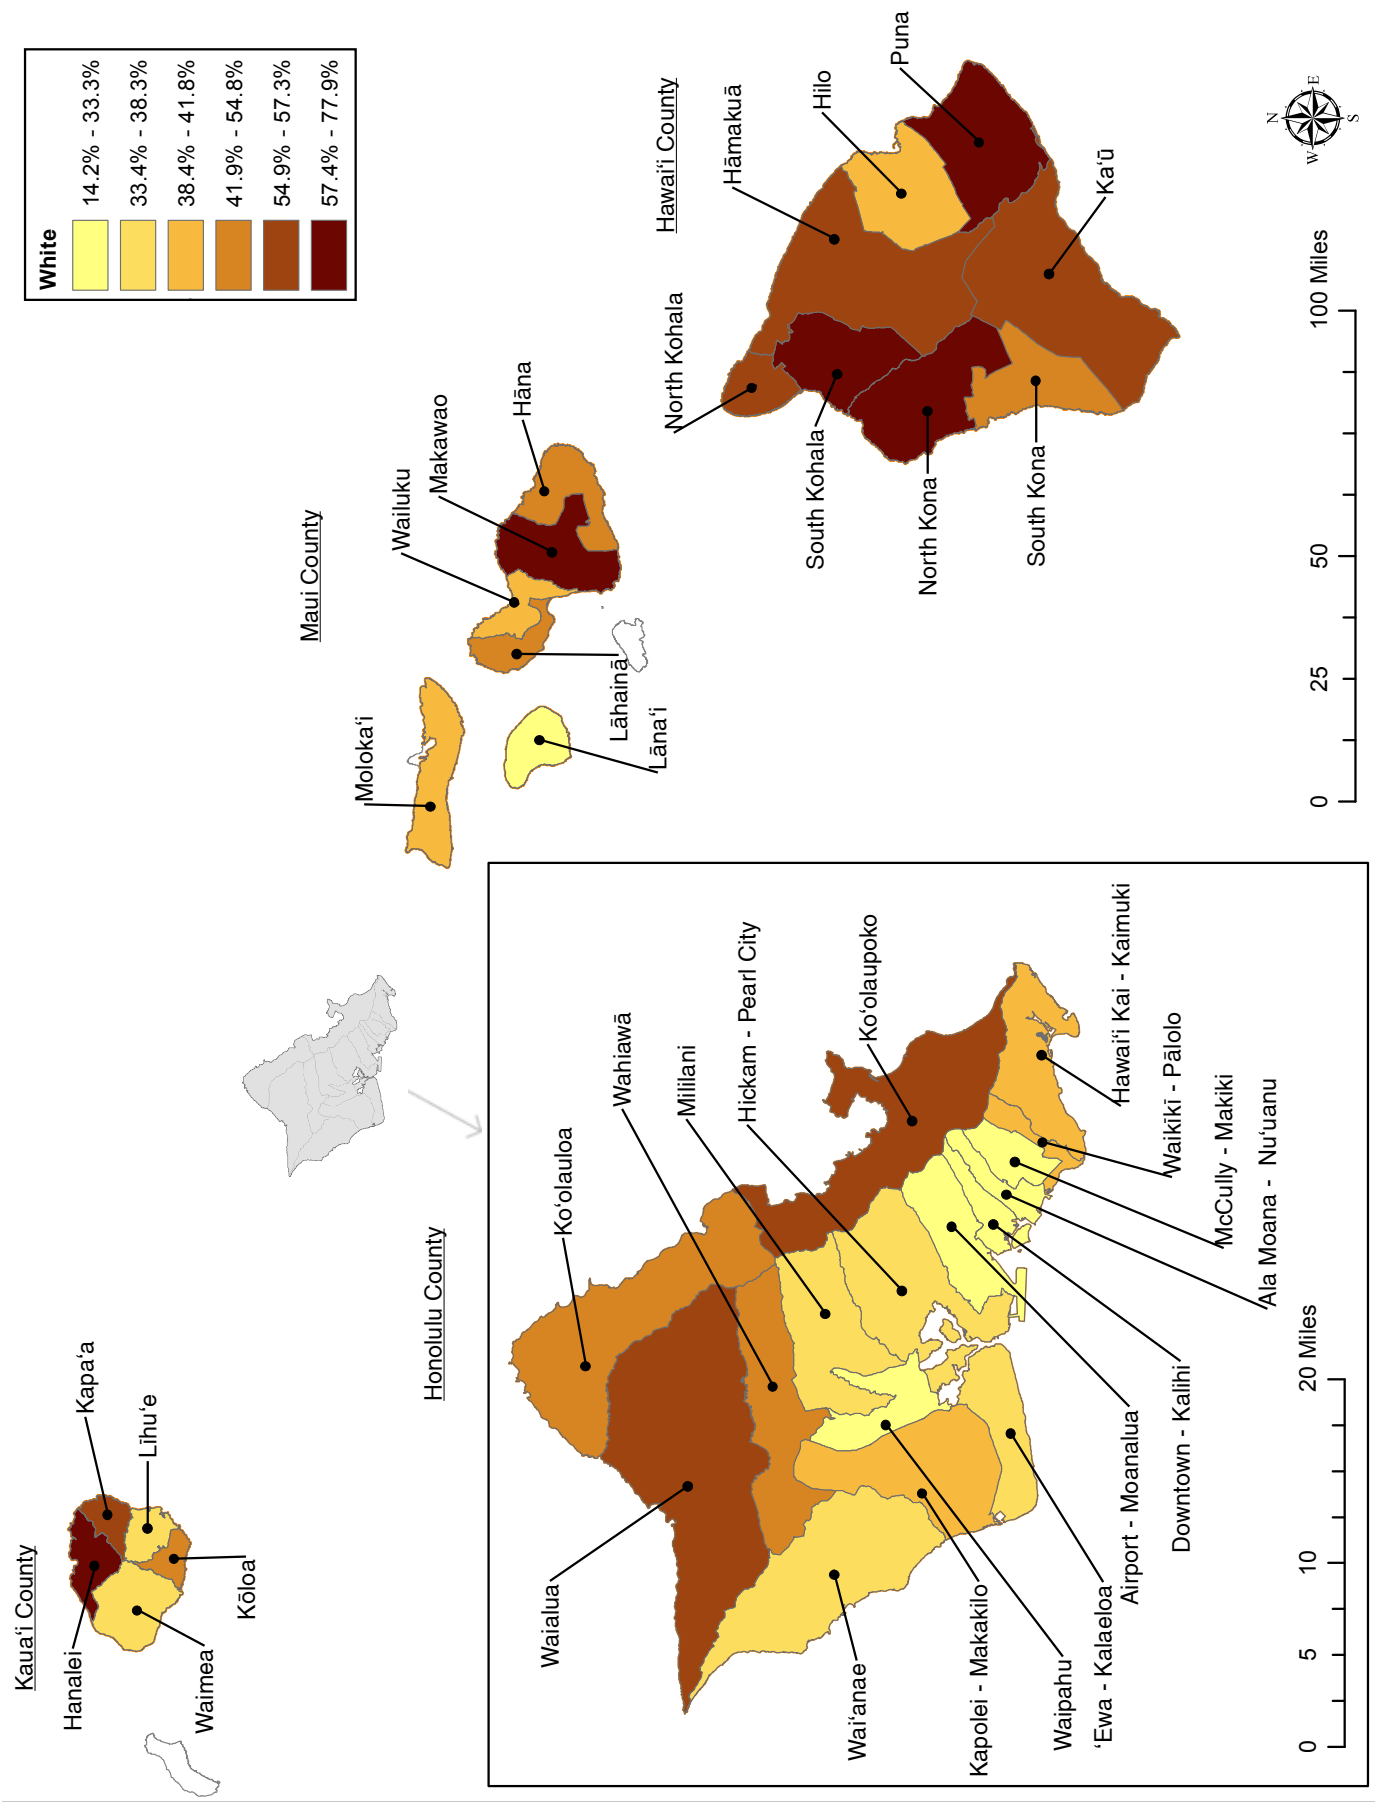 Kauaʻi County
Hanalei
Kapaʻa
Līhuʻe
Waimea
Kōloa
Honolulu County
Koʻolauloa
Wahiawā
Mililani
Hickam - Pearl City
Koʻolaupoko
Waialua
Waiʻanae
Kapolei - Makakilo
Waipahu
ʻEwa - Kalaeloa
Airport - Moanalua
Downtown - Kalihi
Ala Moana - Nuʻuanu
McCully - Makiki
Waikīkī - Pālolo
Hawaiʻi Kai - Kaimuki
0 5 10 20 Miles
Maui County
Molokaʻi
Wailuku
Makawao
Hāna
Lāhainā
Lānaʻi
Hawaiʻi County
North Kohala
Hāmakuā
Hilo
Puna
South Kohala
North Kona
South Kona
Kaʻū
0 25 50 100 Miles
White
14.2% - 33.3%
33.4% - 38.3%
38.4% - 41.8%
41.9% - 54.8%
54.9% - 57.3%
57.4% - 77.9%
N
W E
S